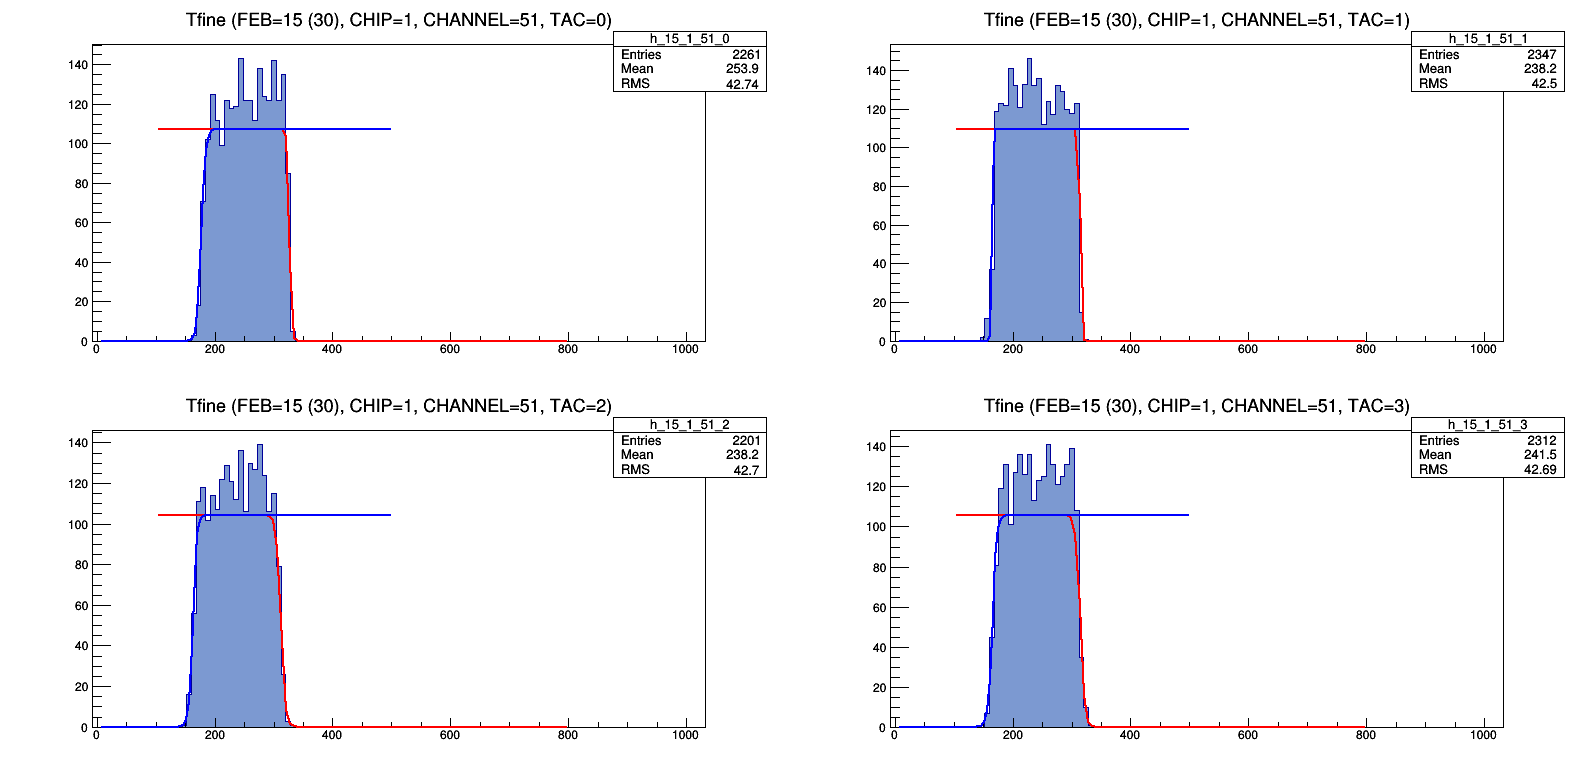 Tfine (FEB=15 (30), CHIP=1, CHANNEL=51, TAC=0)
h_15_1_51_0
Entries 2261
Mean 253.9
RMS 42.74
140
120
100
80
60
40
20
0
0 200 400 600 800 1000
Tfine (FEB=15 (30), CHIP=1, CHANNEL=51, TAC=1)
h_15_1_51_1
Entries 2347
Mean 238.2
RMS 42.5
140
120
100
80
60
40
20
0
0 200 400 600 800 1000
Tfine (FEB=15 (30), CHIP=1, CHANNEL=51, TAC=2)
h_15_1_51_2
Entries 2201
Mean 238.2
RMS 42.7
140
120
100
80
60
40
20
0
0 200 400 600 800 1000
Tfine (FEB=15 (30), CHIP=1, CHANNEL=51, TAC=3)
h_15_1_51_3
Entries 2312
Mean 241.5
RMS 42.69
140
120
100
80
60
40
20
0
0 200 400 600 800 1000